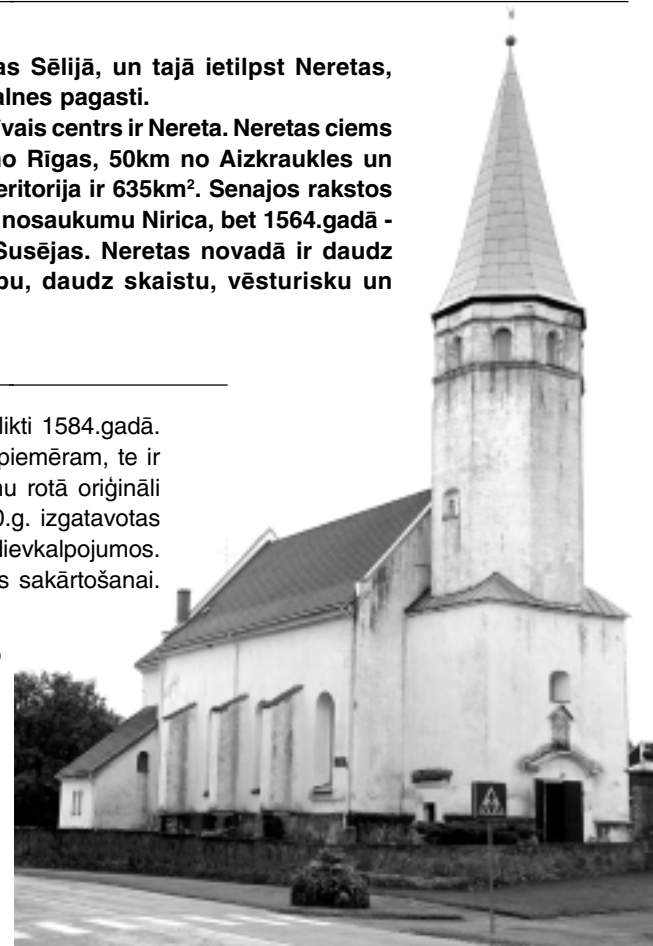 as Sēlijā, un tajā ietilpst Neretas,
alnes pagasti.
vais centrs ir Nereta. Neretas ciems
no Rīgas, 50km no Aizkraukles un
eritorija ir 635km². Senajos rakstos
nosaukumu Nirica, bet 1564.gadā -
Susējas. Neretas novadā ir daudz
bu, daudz skaistu, vēsturisku un
likti 1584.gadā.
piemēram, te ir
nu rotā oriģināli
0.g. izgatavotas
dievkalpojumos.
s sakārtošanai.